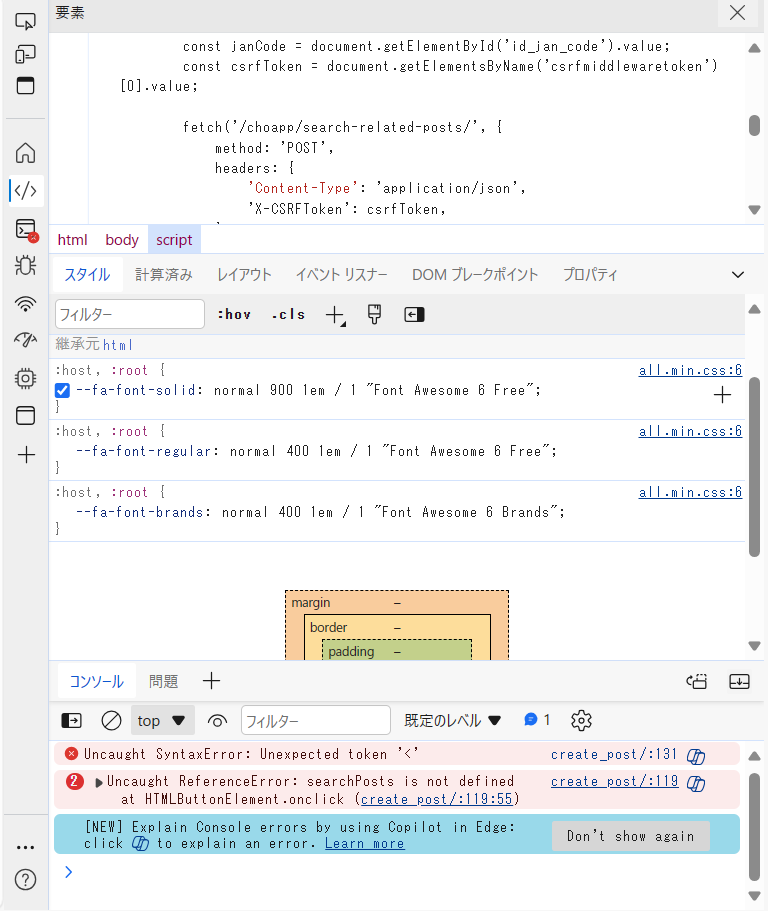 要素
const janCode = document.getElementById('id_jan_code').value;
const csrfToken = document.getElementsByName('csrfmiddlewaretoken')
[0].value;
fetch('/choapp/search-related-posts/', {
method: 'POST',
headers: {
'Content-Type': 'application/json',
'X-CSRFToken': csrfToken,
html body script
スタイル 計算済み レイアウト イベント リスナー DOM ブレークポイント プロパティ
フィルター :hov .cls
継承元 html
:host, :root { all.min.css:6
--fa-font-solid: normal 900 1em / 1 "Font Awesome 6 Free";
}
:host, :root { all.min.css:6
--fa-font-regular: normal 400 1em / 1 "Font Awesome 6 Free";
}
:host, :root { all.min.css:6
--fa-font-brands: normal 400 1em / 1 "Font Awesome 6 Brands";
}
margin –
border –
padding –
コンソール 問題
top フィルター 既定のレベル 1
Uncaught SyntaxError: Unexpected token '<' create_post/:131
2 Uncaught ReferenceError: searchPosts is not defined create_post/:119
at HTMLButtonElement.onclick (create_post/:119:55)
[NEW] Explain Console errors by using Copilot in Edge:
click to explain an error. Learn more
Don't show again